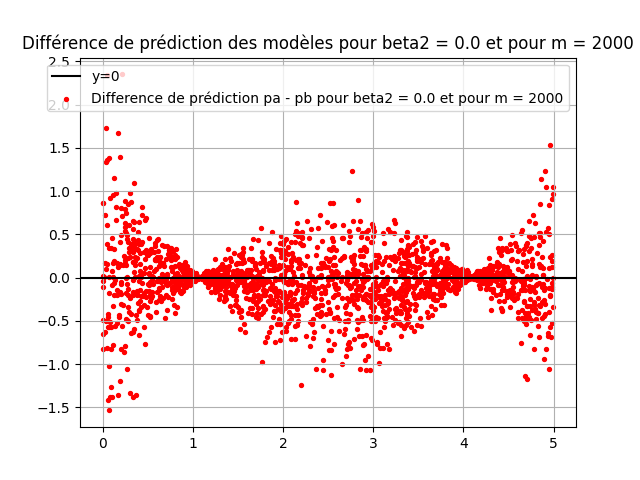 Différence de prédiction des modèles pour beta2 = 0.0 et pour m = 2000
y=0
Difference de prédiction pa - pb pour beta2 = 0.0 et pour m = 2000
2.5
2.0
1.5
1.0
0.5
0.0
−0.5
−1.0
−1.5
0 1 2 3 4 5